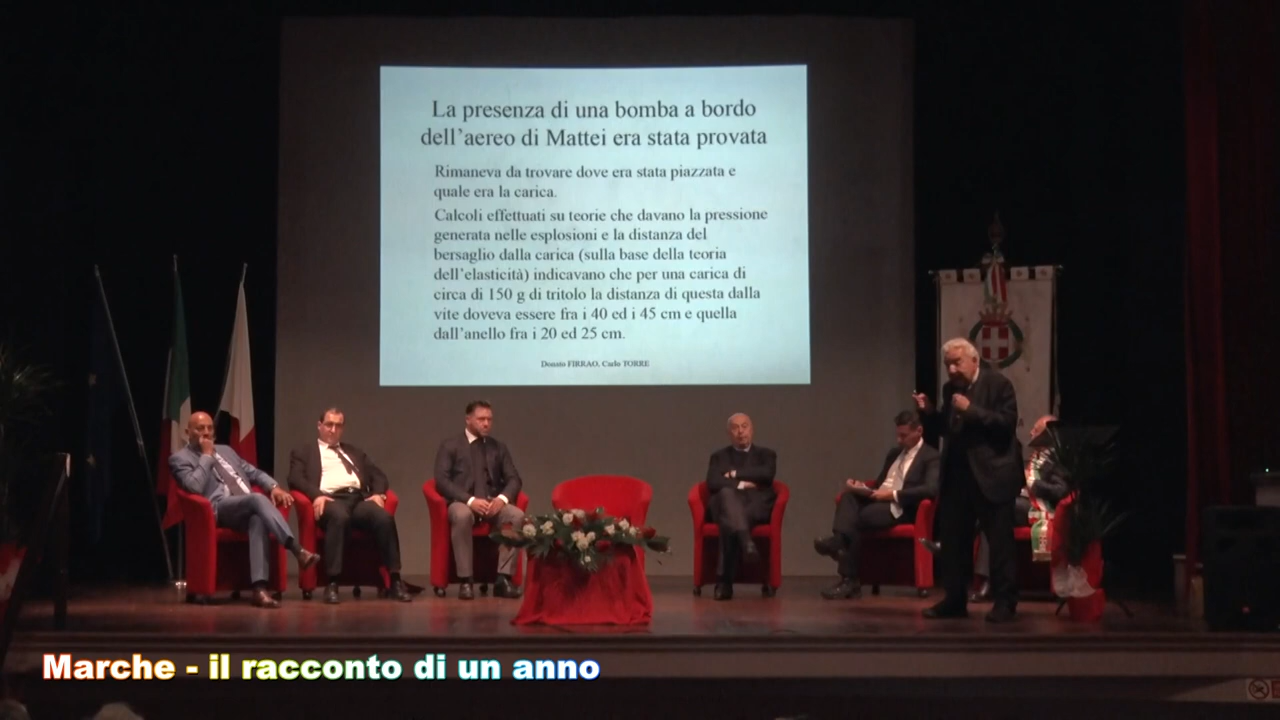 La presenza di una bomba a bordo
dell'aereo di Mattei era stata provata
Rimaneva da trovare dove era stata piazzata e
quale era la carica.
Calcoli effettuati su teorie che davano la pressione
generata nelle esplosioni e la distanza del
bersaglio dalla carica (sulla base della teoria
dell'elasticità) indicavano che per una carica di
circa di 150 g di tritolo la distanza di questa dalla
vite doveva essere fra i 40 ed i 45 cm e quella
dall'anello fra i 20 ed 25 cm.
Donato FIRRAO, Carlo TORRE
Marche - il racconto di un anno